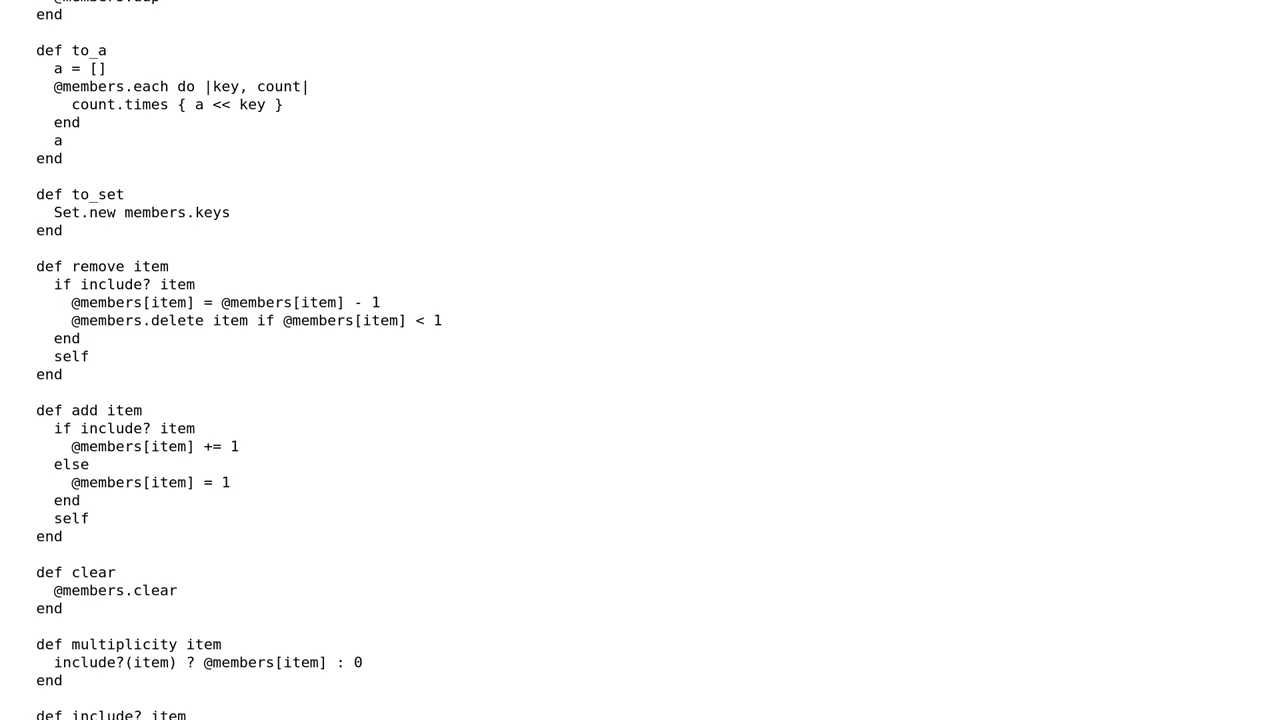 end
def to_a
a = []
@members.each do |key, count|
count.times { a << key }
end
a
end
def to_set
Set.new members.keys
end
def remove item
if include? item
@members[item] = @members[item] - 1
@members.delete item if @members[item] < 1
end
self
end
def add item
if include? item
@members[item] += 1
else
@members[item] = 1
end
self
end
def clear
@members.clear
end
def multiplicity item
include?(item) ? @members[item] : 0
end
def include? item